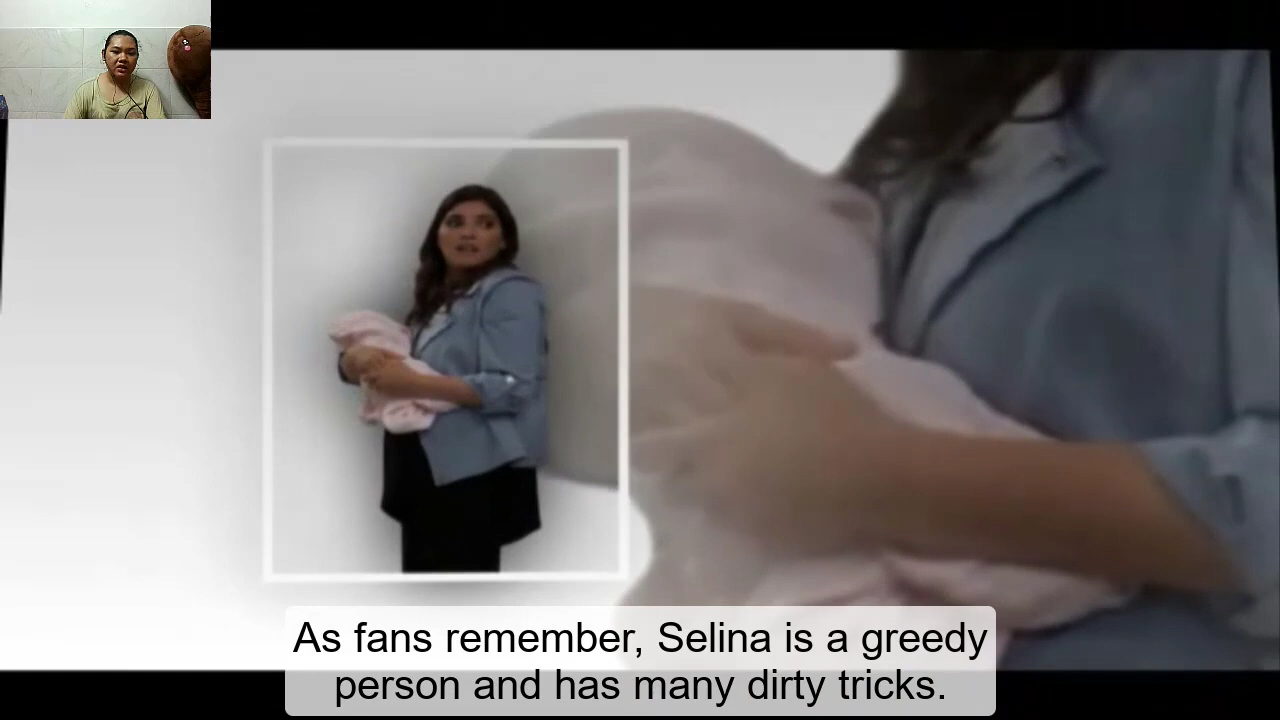 As fans remember, Selina is a greedy
person and has many dirty tricks.